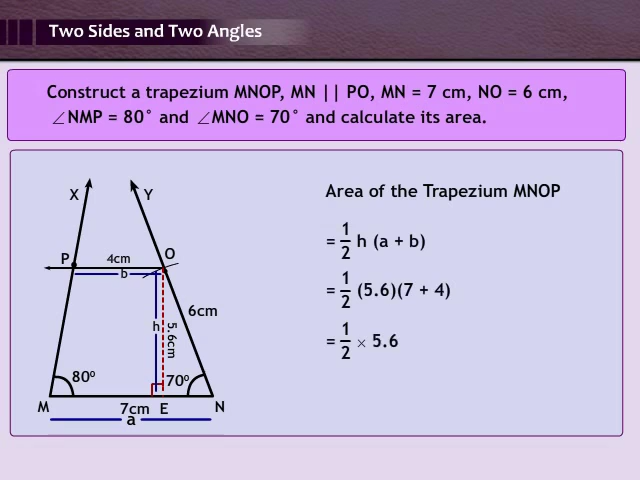 Two Sides and Two Angles
Construct a trapezium MNOP, MN || PO, MN = 7 cm, NO = 6 cm,
∠NMP = 80° and ∠MNO = 70° and calculate its area.
X Y
P 4cm O
b
6cm
h 5.6cm
80º 70º
M 7cm E N
a
Area of the Trapezium MNOP
= 1/2 h (a + b)
= 1/2 (5.6)(7 + 4)
= 1/2 × 5.6